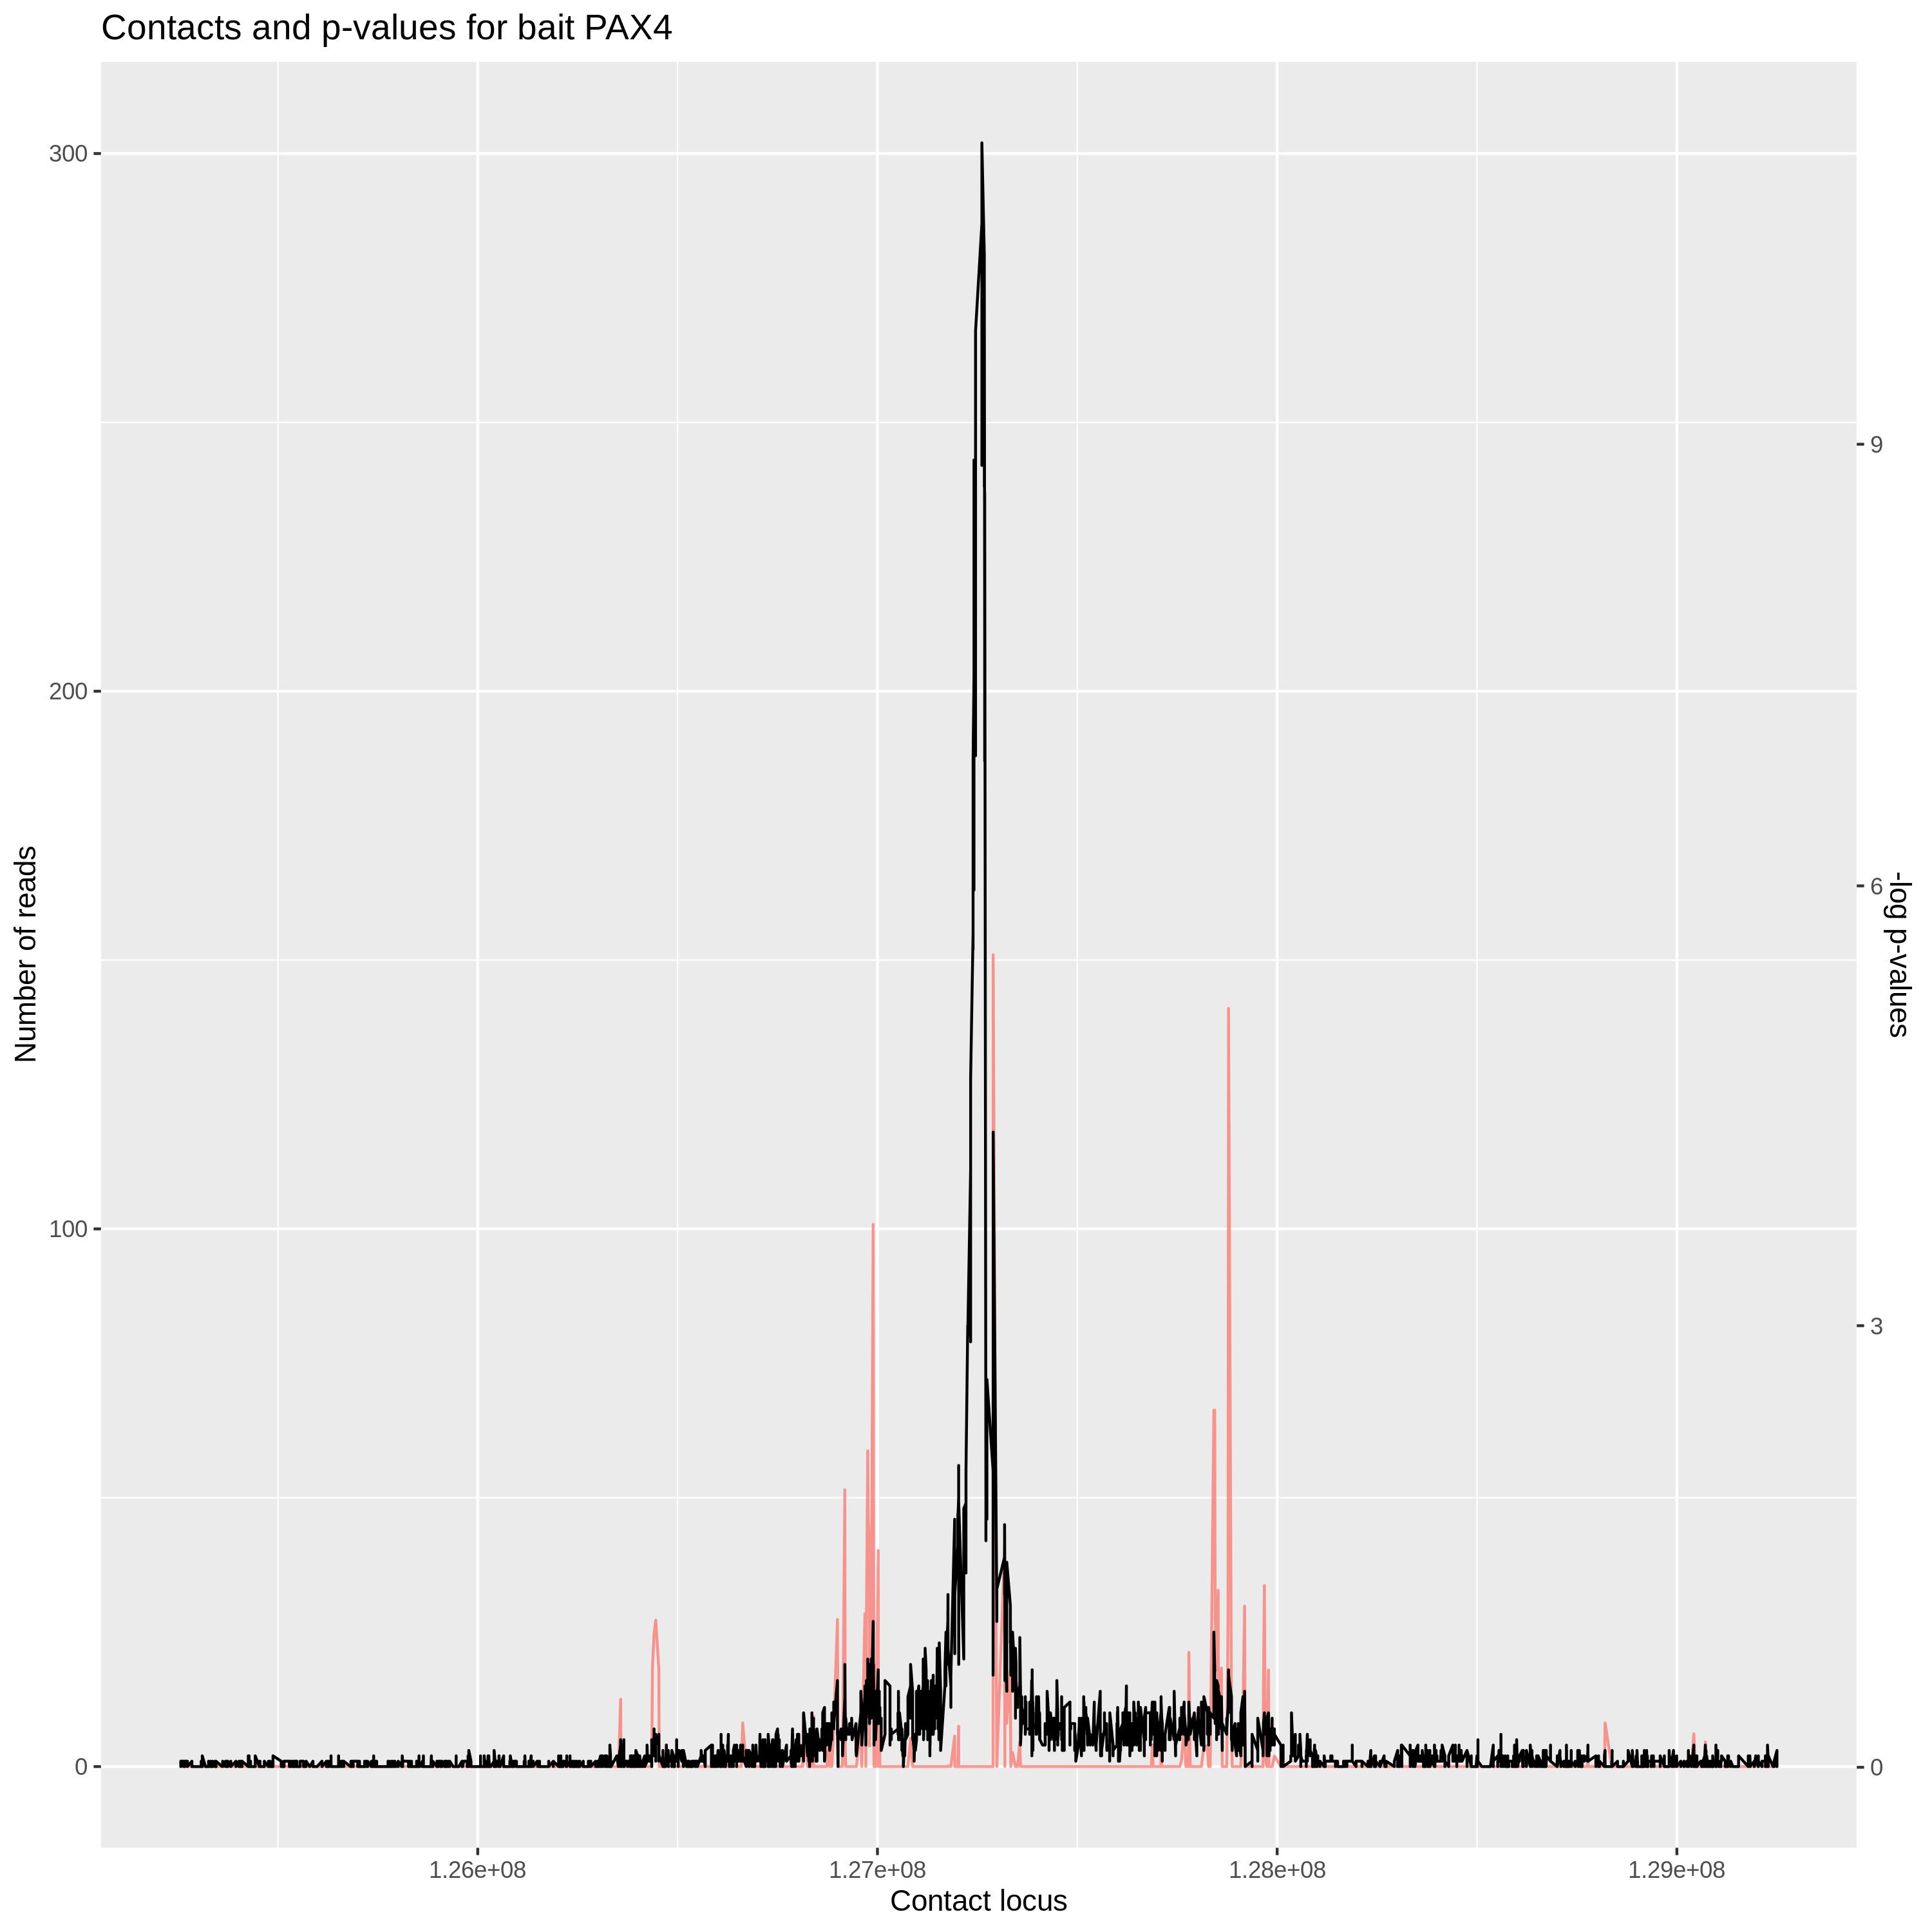 Contacts and p-values for bait PAX4
300
200
100
0
Number of reads
9
6
3
0
-log p-values
1.26e+08
1.27e+08
1.28e+08
1.29e+08
Contact locus